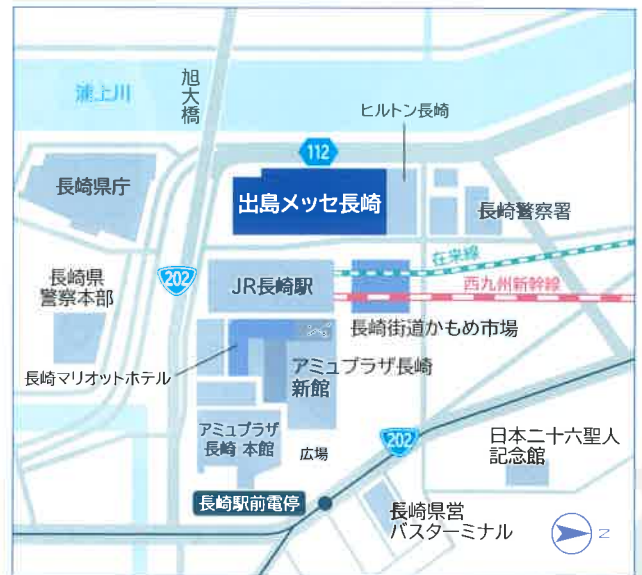 浦上川
旭大橋
ヒルトン長崎
112
長崎県庁
出島メッセ長崎
長崎警察署
在来線
202
JR長崎駅
西九州新幹線
長崎県
警察本部
長崎街道かもめ市場
長崎マリオットホテル
アミュプラザ長崎
新館
アミュプラザ
長崎 本館
広場
202
日本二十六聖人
記念館
長崎駅前電停
長崎県営
バスターミナル
N